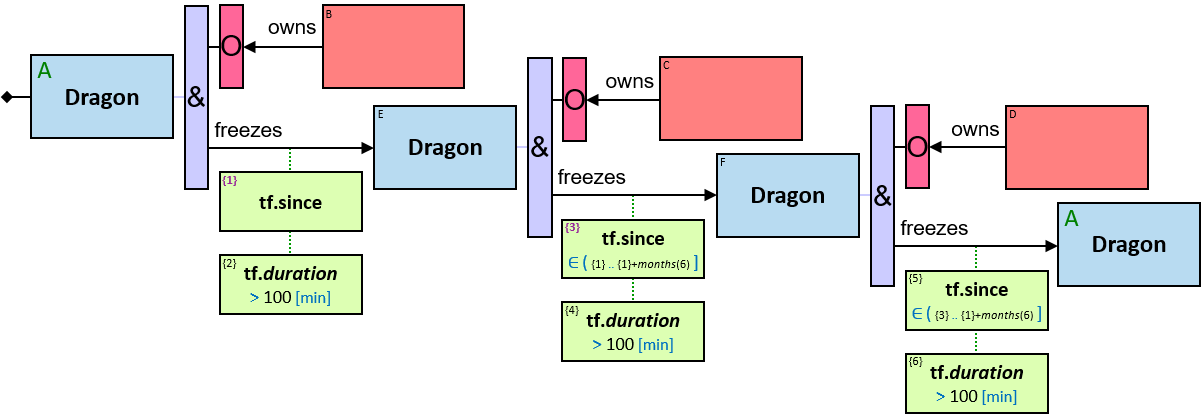 A
Dragon
&
O
owns
B
freezes
{1}
tf.since
{2}
tf.duration
> 100 [min]
E
Dragon
&
O
owns
C
freezes
{3}
tf.since
∈ ( {1} .. {1}+months(6) ]
{4}
tf.duration
> 100 [min]
F
Dragon
&
O
owns
D
freezes
{5}
tf.since
∈ ( {3} .. {1}+months(6) ]
{6}
tf.duration
> 100 [min]
A
Dragon